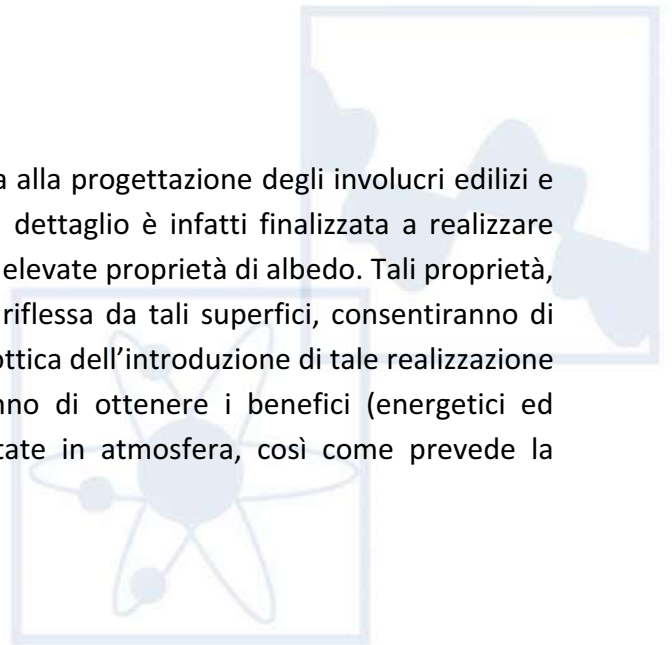 a alla progettazione degli involucri edilizi e
dettaglio è infatti finalizzata a realizzare
elevate proprietà di albedo. Tali proprietà,
riflessa da tali superfici, consentiranno di
ottica dell’introduzione di tale realizzazione
nno di ottenere i benefici (energetici ed
tate in atmosfera, così come prevede la